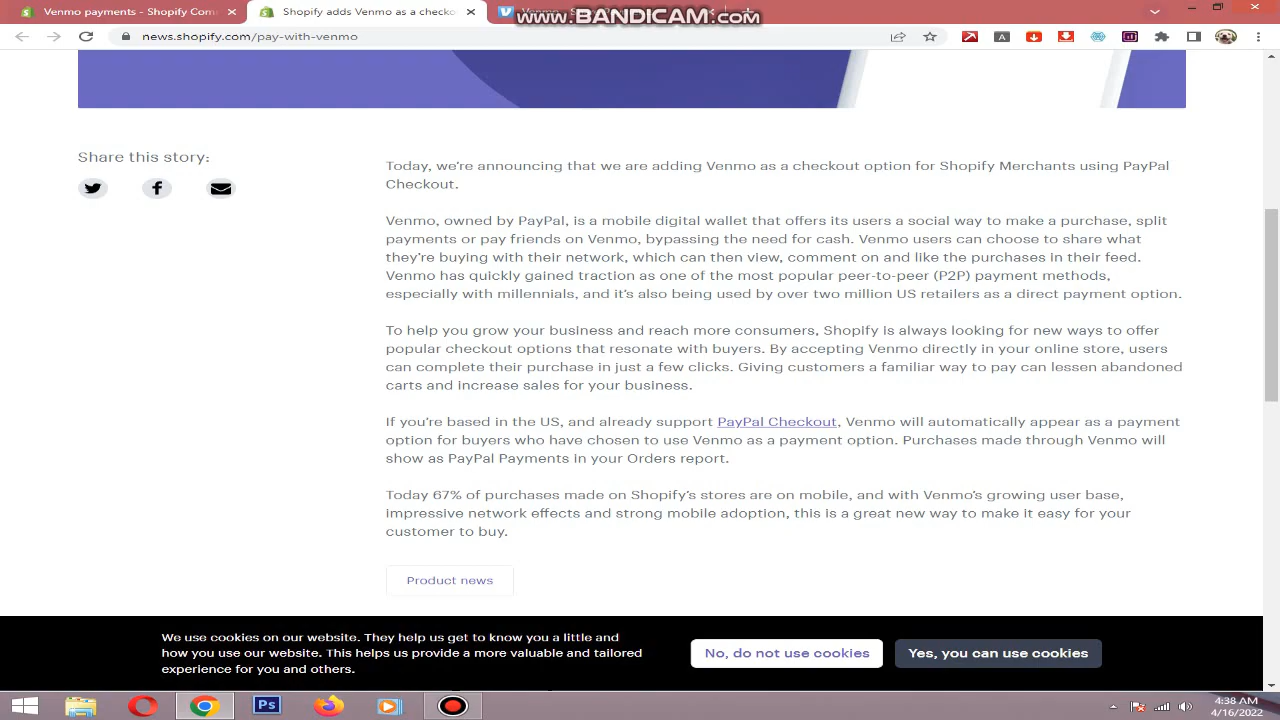 Venmo payments - Shopify Com
Shopify adds Venmo as a checko
www.BANDICAM.com
news.shopify.com/pay-with-venmo
Share this story:
Today, we're announcing that we are adding Venmo as a checkout option for Shopify Merchants using PayPal
Checkout.
Venmo, owned by PayPal, is a mobile digital wallet that offers its users a social way to make a purchase, split
payments or pay friends on Venmo, bypassing the need for cash. Venmo users can choose to share what
they're buying with their network, which can then view, comment on and like the purchases in their feed.
Venmo has quickly gained traction as one of the most popular peer-to-peer (P2P) payment methods,
especially with millennials, and it's also being used by over two million US retailers as a direct payment option.
To help you grow your business and reach more consumers, Shopify is always looking for new ways to offer
popular checkout options that resonate with buyers. By accepting Venmo directly in your online store, users
can complete their purchase in just a few clicks. Giving customers a familiar way to pay can lessen abandoned
carts and increase sales for your business.
If you're based in the US, and already support PayPal Checkout, Venmo will automatically appear as a payment
option for buyers who have chosen to use Venmo as a payment option. Purchases made through Venmo will
show as PayPal Payments in your Orders report.
Today 67% of purchases made on Shopify's stores are on mobile, and with Venmo's growing user base,
impressive network effects and strong mobile adoption, this is a great new way to make it easy for your
customer to buy.
Product news
We use cookies on our website. They help us get to know you a little and
how you use our website. This helps us provide a more valuable and tailored
experience for you and others.
No, do not use cookies
Yes, you can use cookies
Ps
4:38 AM
4/16/2022